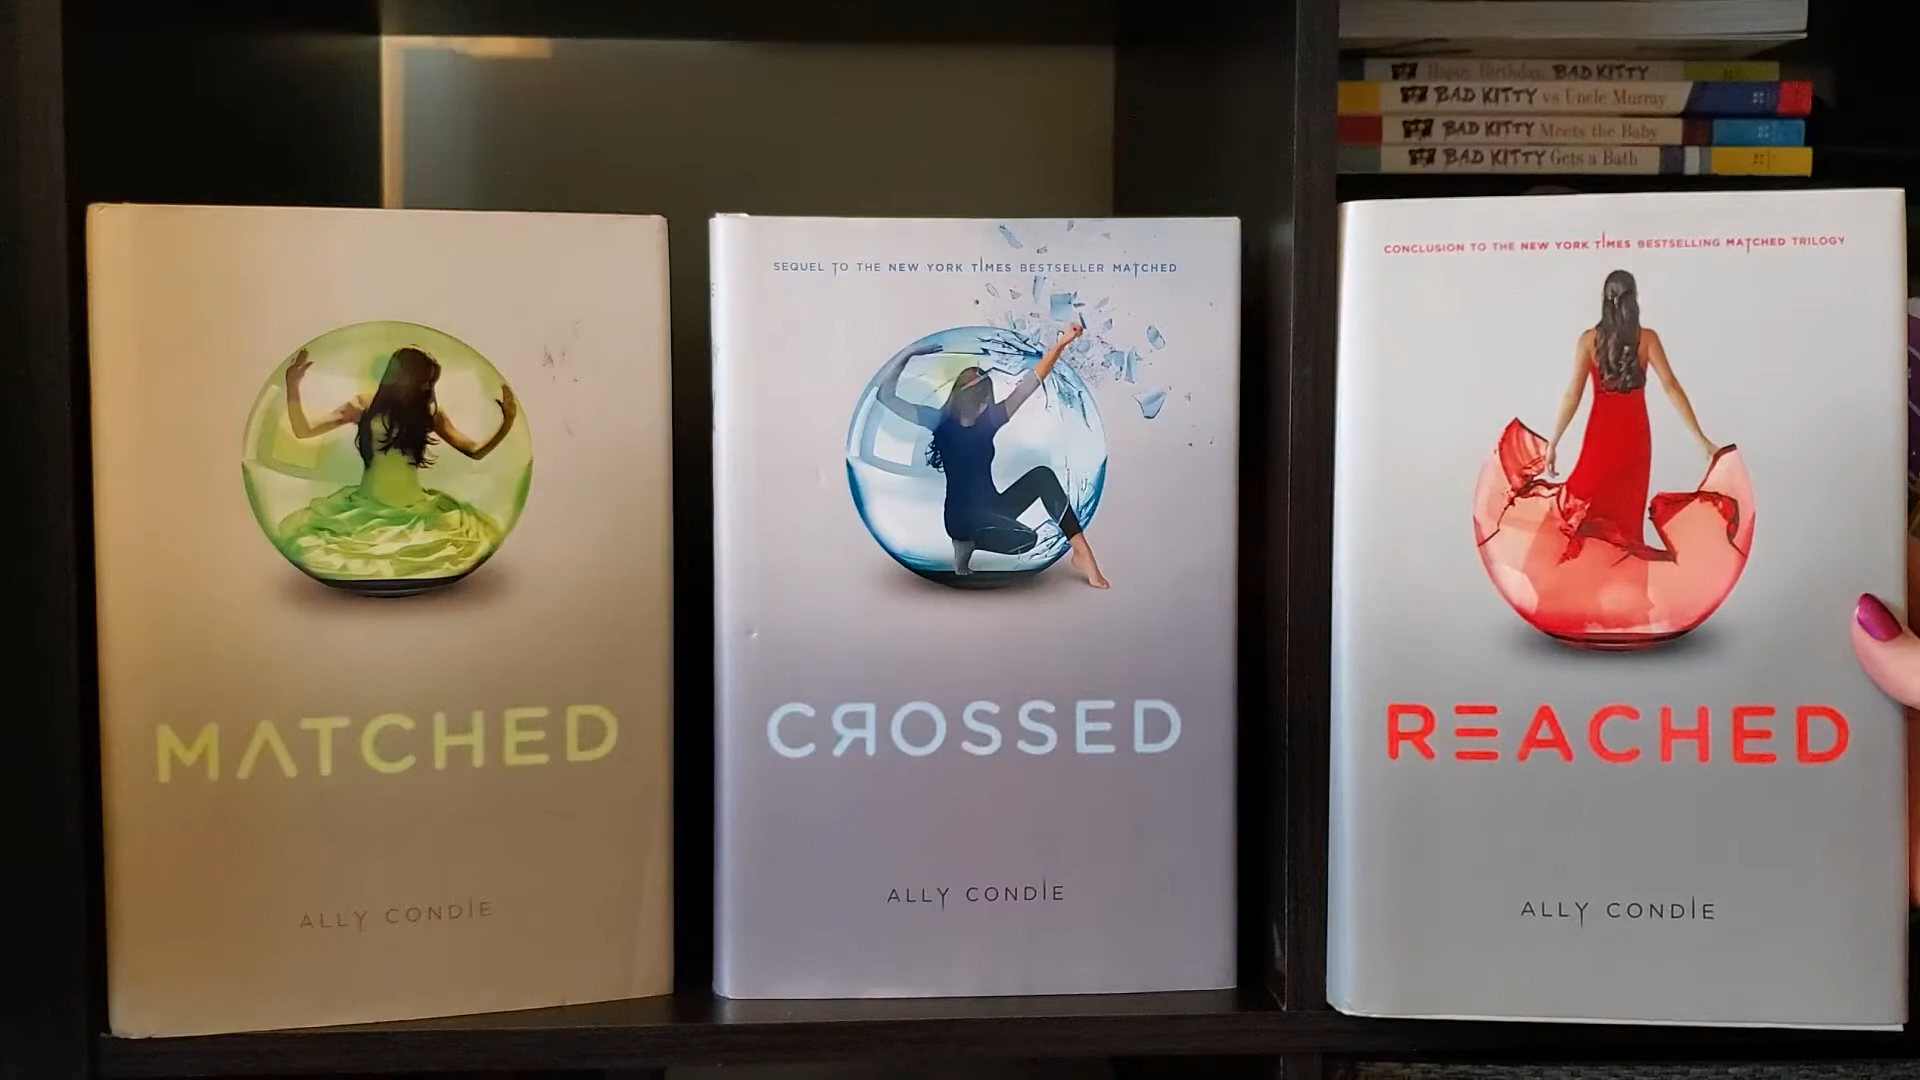 MATCHED
ALLY CONDIE
SEQUEL TO THE NEW YORK TIMES BESTSELLER MATCHED
CROSSED
ALLY CONDIE
Happy Birthday, BAD KITTY
BAD KITTY vs Uncle Murray
BAD KITTY Meets the Baby
BAD KITTY Gets a Bath
CONCLUSION TO THE NEW YORK TIMES BESTSELLING MATCHED TRILOGY
REACHED
ALLY CONDIE